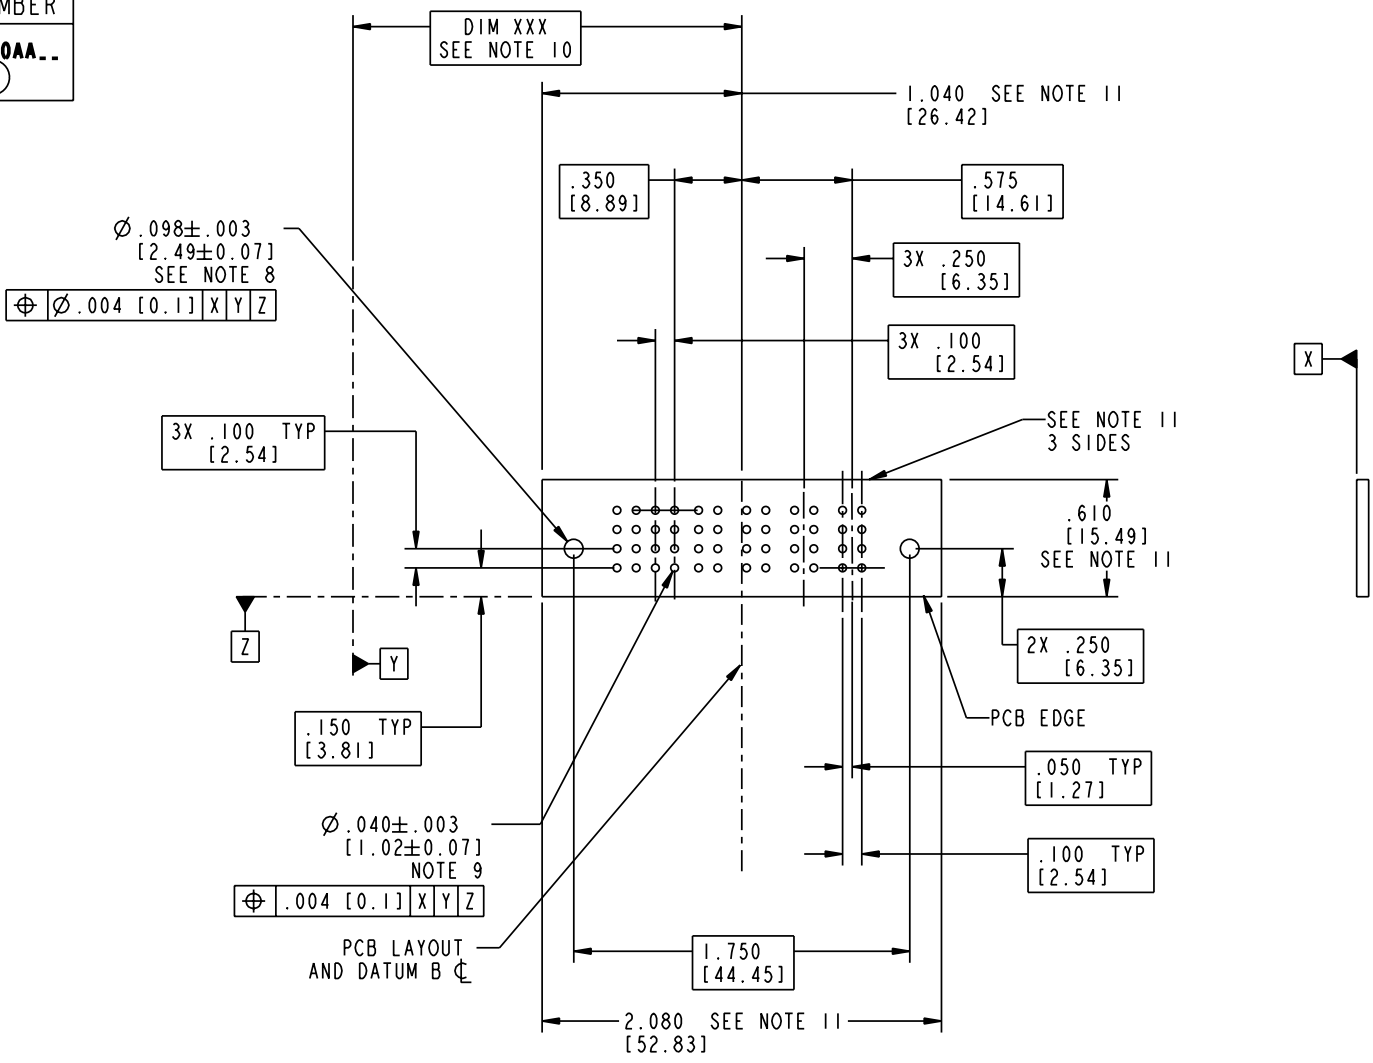 MBER
0AA--
DIM XXX
SEE NOTE 10
1.040 SEE NOTE 11
[26.42]
.350
[8.89]
.575
[14.61]
Ø.098±.003
[2.49±0.07]
SEE NOTE 8
⌖ Ø.004 [0.1] X Y Z
3X .250
[6.35]
3X .100
[2.54]
X
3X .100 TYP
[2.54]
SEE NOTE 11
3 SIDES
.610
[15.49]
SEE NOTE 11
Z
Y
2X .250
[6.35]
.150 TYP
[3.81]
PCB EDGE
.050 TYP
[1.27]
Ø.040±.003
[1.02±0.07]
NOTE 9
⌖ .004 [0.1] X Y Z
.100 TYP
[2.54]
PCB LAYOUT
AND DATUM B ℄
1.750
[44.45]
2.080 SEE NOTE 11
[52.83]